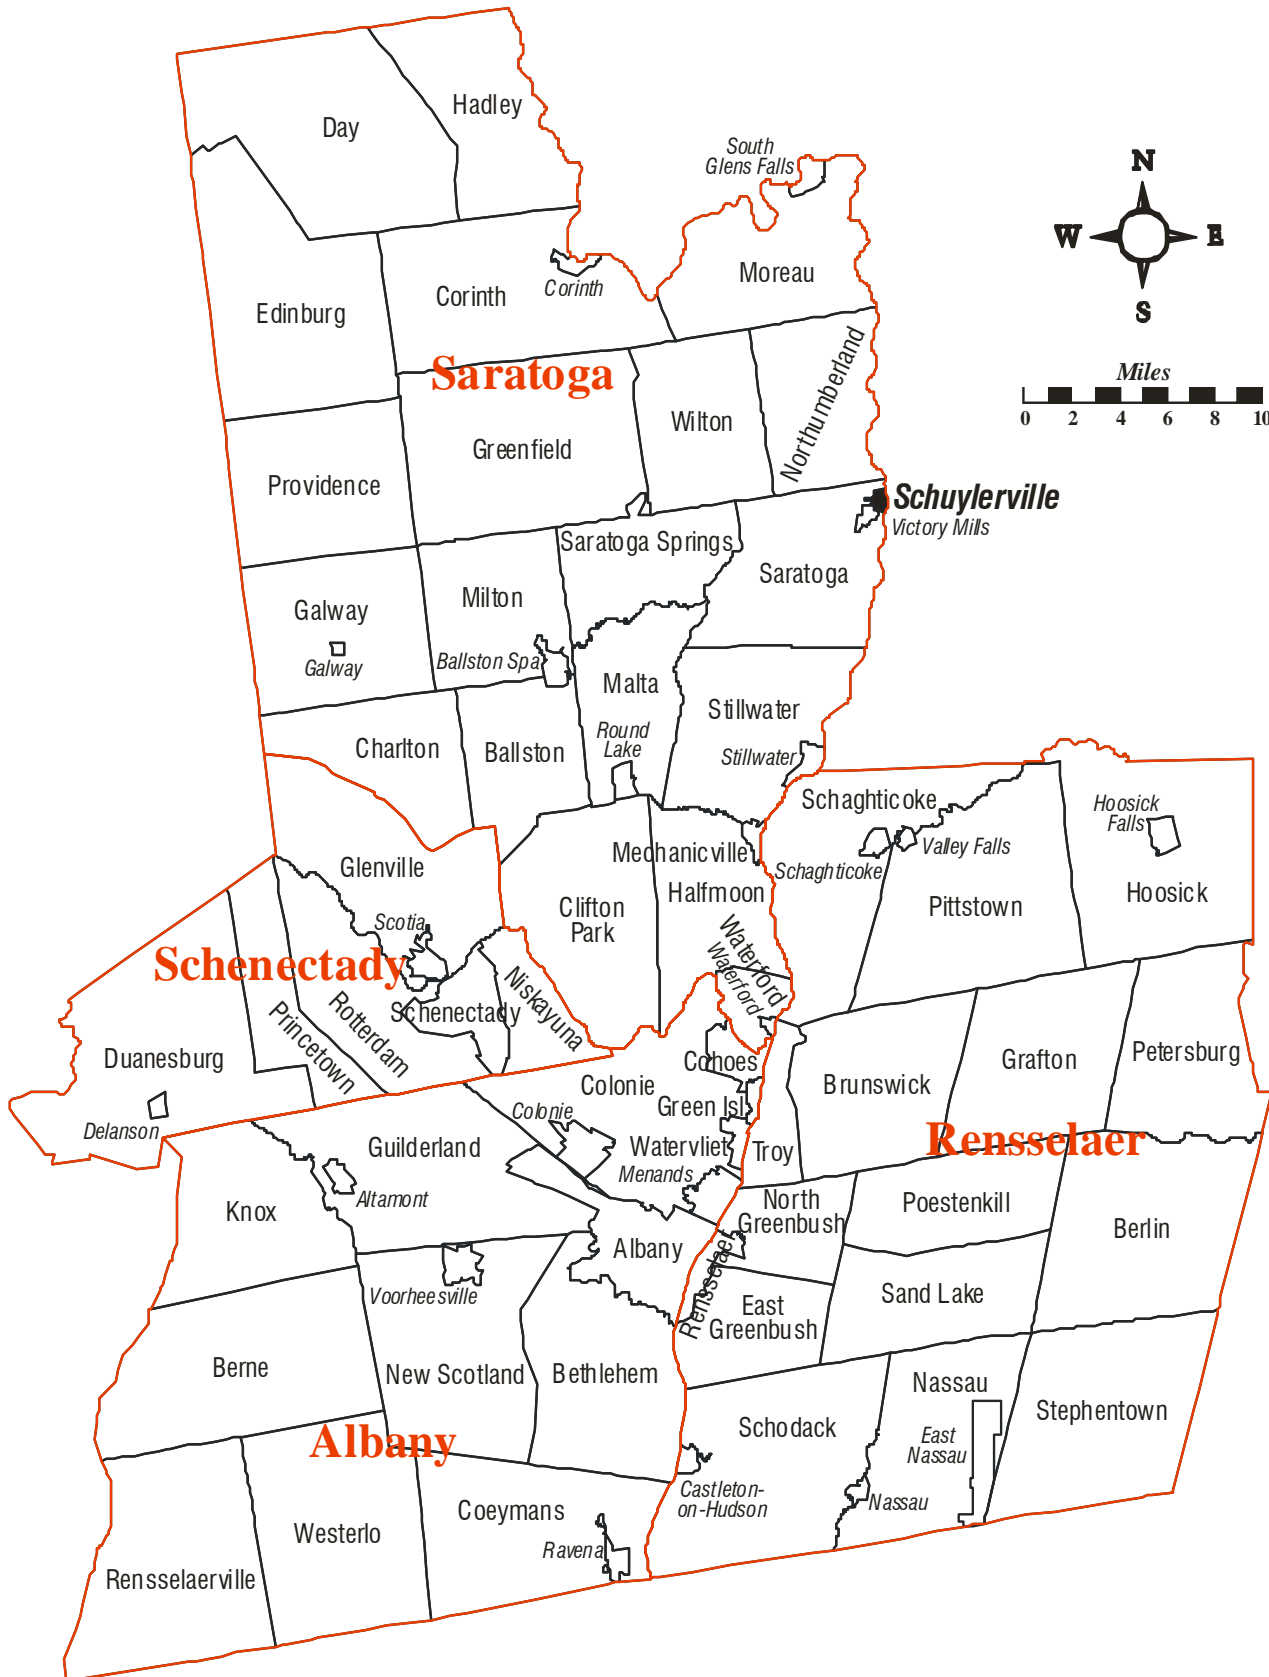 Hadley
Day
South
Glens Falls
N
W
E
S
Moreau
Corinth
Corinth
Edinburg
Saratoga
Miles
0 2 4 6 8 10
Northumberland
Wilton
Greenfield
Providence
Schuylerville
Victory Mills
Saratoga Springs
Saratoga
Milton
Galway
Galway
Ballston Spa
Malta
Stillwater
Round
Lake
Charlton
Ballston
Stillwater
Schaghticoke
Hoosick
Falls
Mechanicville
Valley Falls
Glenville
Schaghticoke
Halfmoon
Hoosick
Clifton
Park
Pittstown
Scotia
Waterford
Waterford
Schenectady
Niskayuna
Schenectady
Rotterdam
Princetown
Duanesburg
Cohoes
Grafton
Petersburg
Colonie
Brunswick
Green Isl
Colonie
Delanson
Guilderland
Watervliet
Troy
Rensselaer
Menands
Altamont
Knox
North
Greenbush
Poestenkill
Berlin
Albany
Rensselaer
Voorheesville
Sand Lake
East
Greenbush
Berne
New Scotland
Bethlehem
Nassau
Stephentown
Albany
Schodack
East
Nassau
Castleton-
on-Hudson
Nassau
Coeymans
Westerlo
Ravena
Rensselaerville